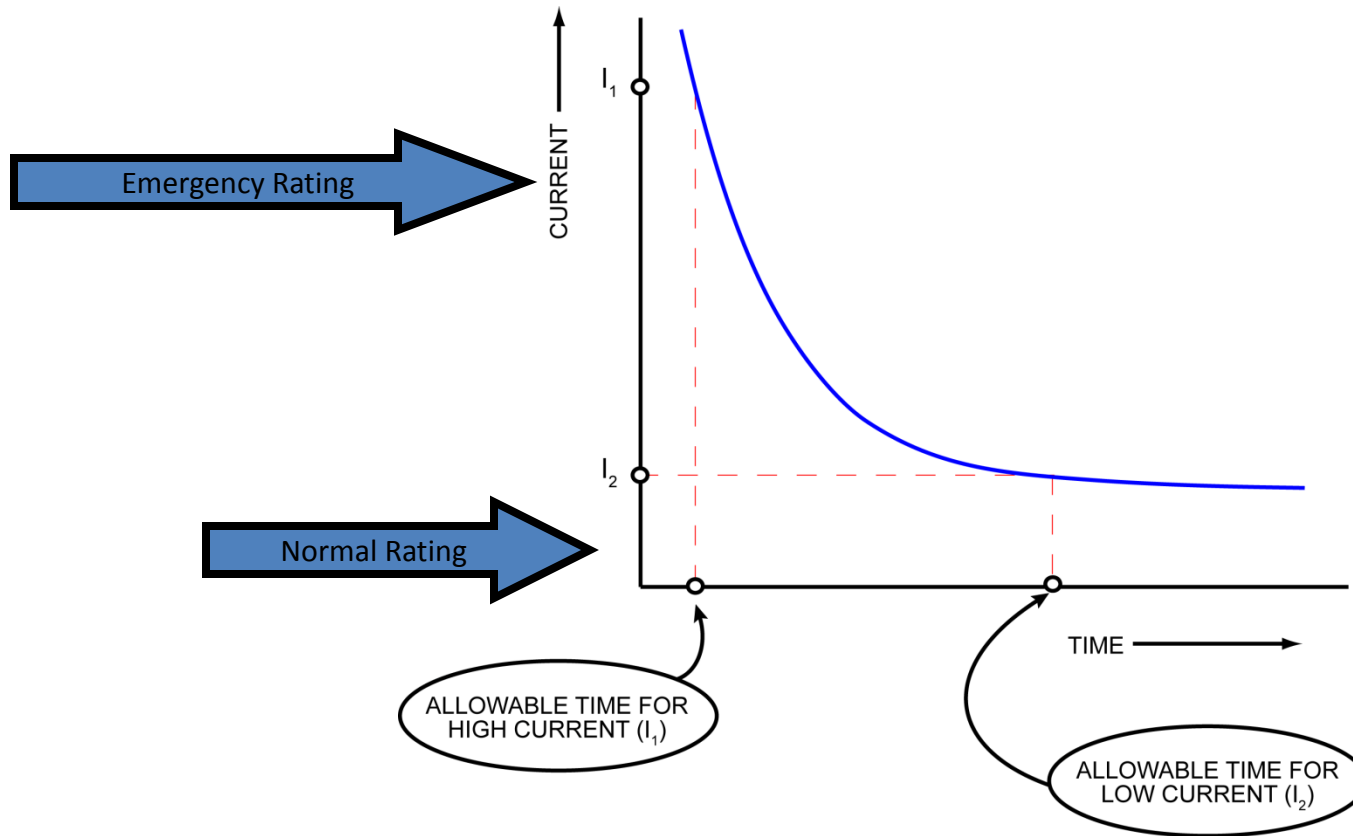 I₁
CURRENT
Emergency Rating
I₂
Normal Rating
TIME
ALLOWABLE TIME FOR
HIGH CURRENT (I₁)
ALLOWABLE TIME FOR
LOW CURRENT (I₂)